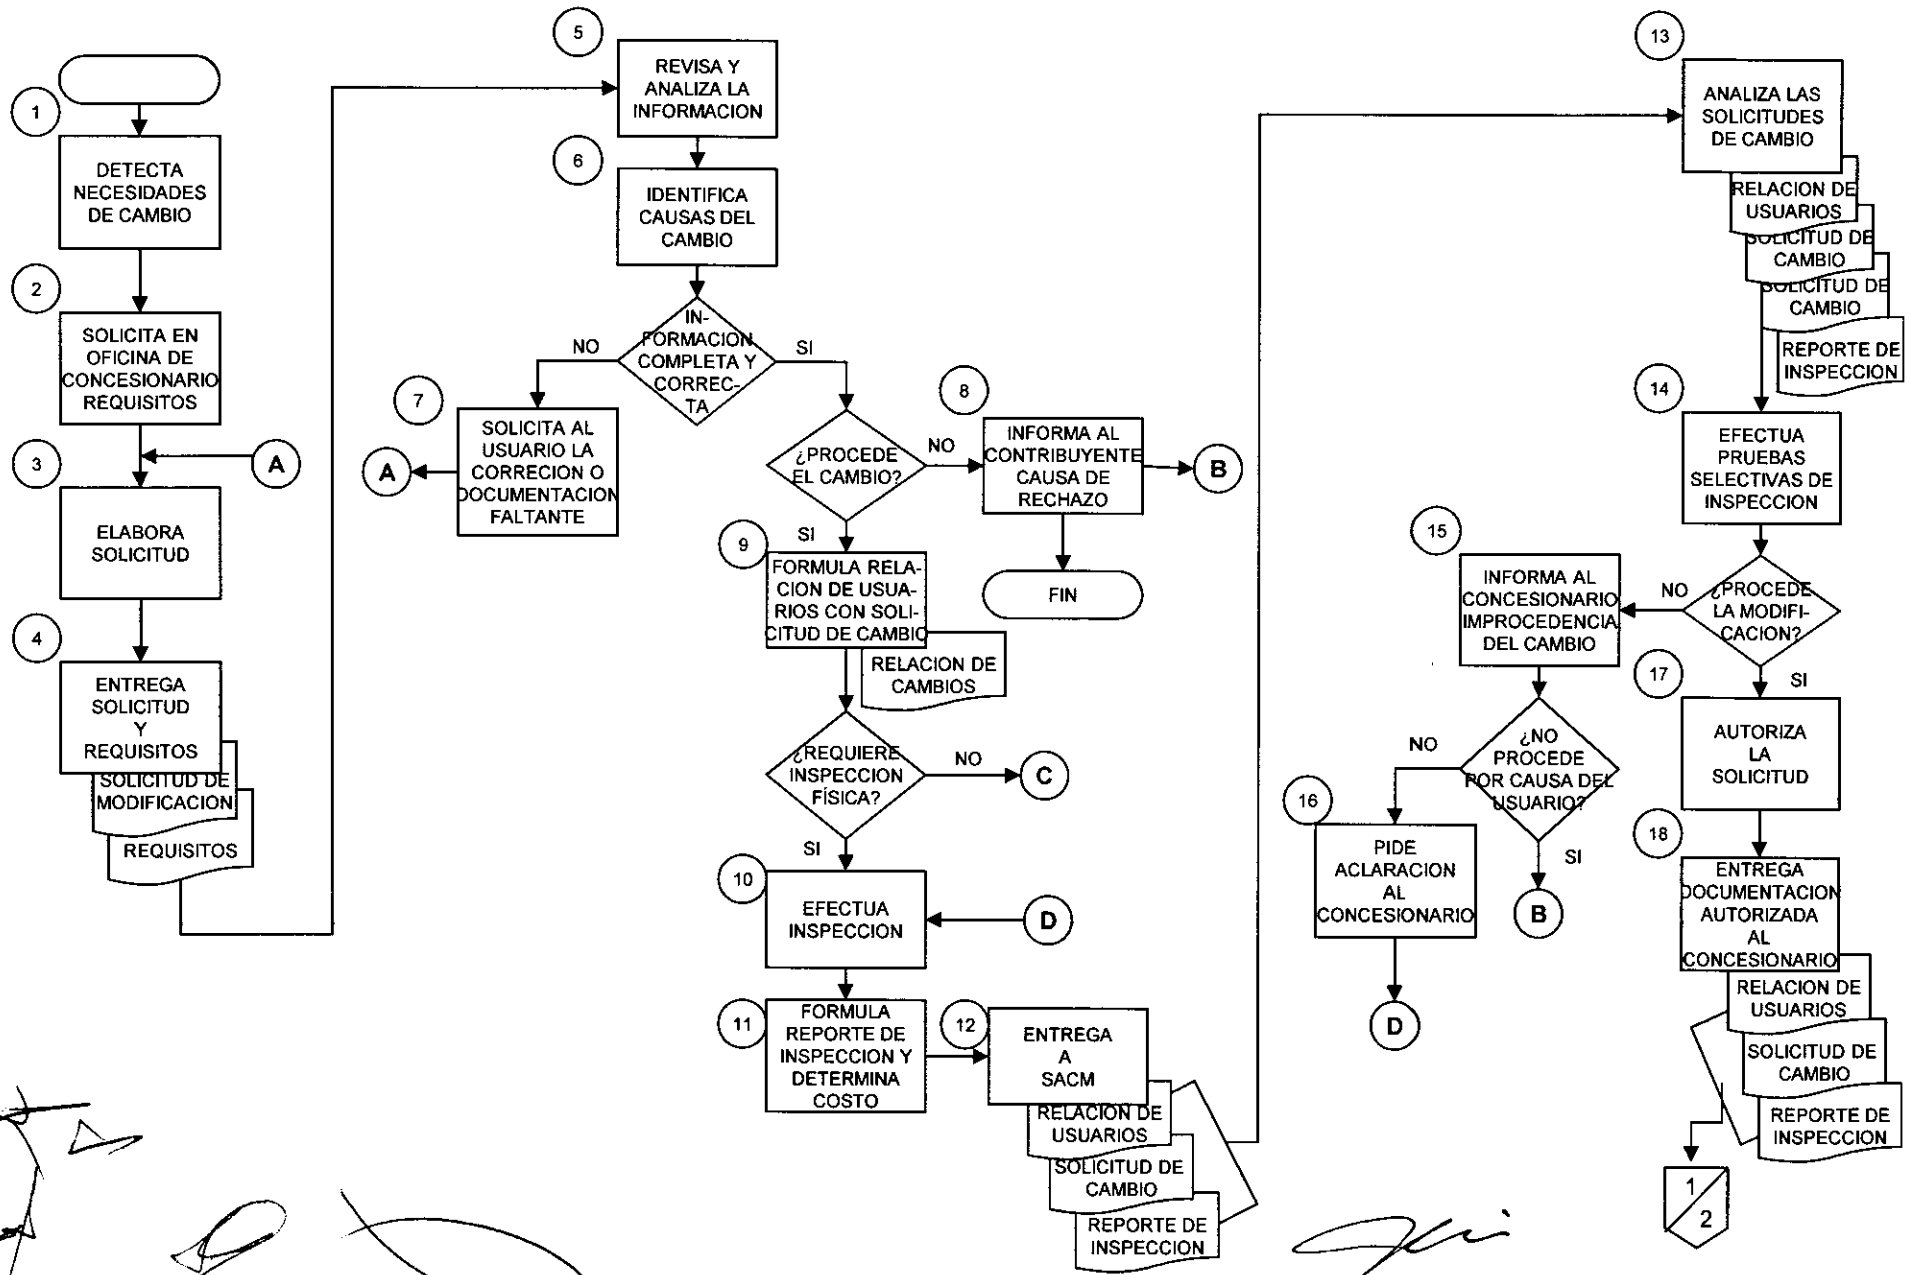 1
DETECTA
NECESIDADES
DE CAMBIO
2
SOLICITA EN
OFICINA DE
CONCESIONARIO
REQUISITOS
3
A
ELABORA
SOLICITUD
4
ENTREGA
SOLICITUD
Y
REQUISITOS
SOLICITUD DE
MODIFICACION
REQUISITOS
5
REVISA Y
ANALIZA LA
INFORMACION
6
IDENTIFICA
CAUSAS DEL
CAMBIO
IN-
FORMACION
COMPLETA Y
CORREC-
TA
NO
SI
7
SOLICITA AL
USUARIO LA
CORRECION O
DOCUMENTACION
FALTANTE
A
¿PROCEDE
EL CAMBIO?
NO
SI
8
INFORMA AL
CONTRIBUYENTE
CAUSA DE
RECHAZO
B
FIN
9
FORMULA RELA-
CION DE USUA-
RIOS CON SOLI-
CITUD DE CAMBIO
RELACION DE
CAMBIOS
¿REQUIERE
INSPECCION
FÍSICA?
NO
C
SI
10
EFECTUA
INSPECCION
D
11
FORMULA
REPORTE DE
INSPECCION Y
DETERMINA
COSTO
12
ENTREGA
A
SACM
RELACION DE
USUARIOS
SOLICITUD DE
CAMBIO
REPORTE DE
INSPECCION
13
ANALIZA LAS
SOLICITUDES
DE CAMBIO
RELACION DE
USUARIOS
SOLICITUD DE
CAMBIO
SOLICITUD DE
CAMBIO
REPORTE DE
INSPECCION
14
EFECTUA
PRUEBAS
SELECTIVAS DE
INSPECCION
¿PROCEDE
LA MODIFI-
CACION?
NO
SI
15
INFORMA AL
CONCESIONARIO
IMPROCEDENCIA
DEL CAMBIO
¿NO
PROCEDE
POR CAUSA DEL
USUARIO?
NO
SI
B
16
PIDE
ACLARACION
AL
CONCESIONARIO
D
17
AUTORIZA
LA
SOLICITUD
18
ENTREGA
DOCUMENTACION
AUTORIZADA
AL
CONCESIONARIO
RELACION DE
USUARIOS
SOLICITUD DE
CAMBIO
REPORTE DE
INSPECCION
1
2